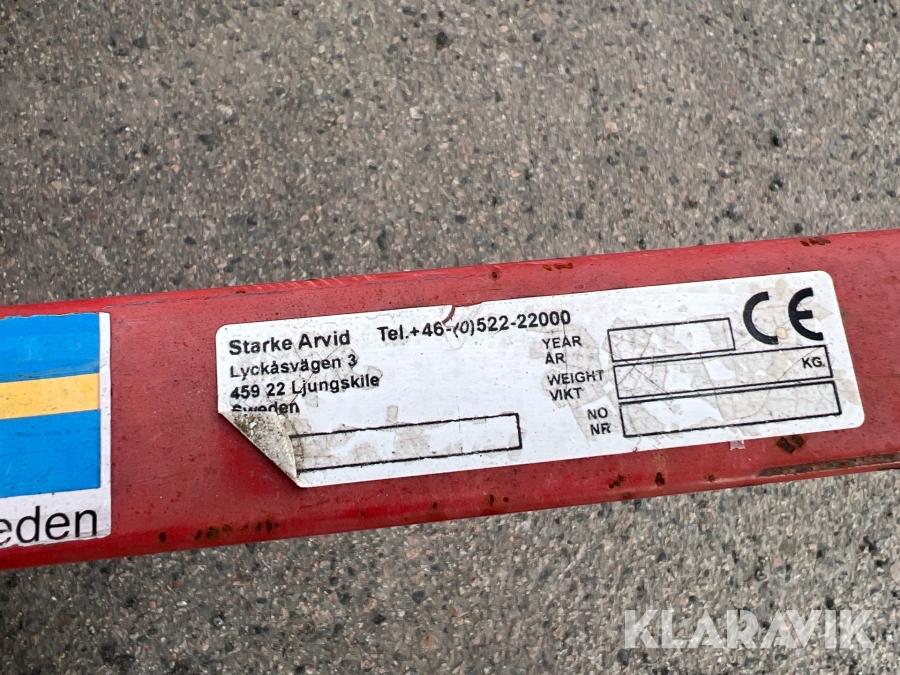 Starke Arvid Tel.+46-(0)522-22000
Lyckåsvägen 3
459 22 Ljungskile
Sweden
YEAR
ÅR
WEIGHT KG.
VIKT
NO
NR
CE
eden
KLARAVIK